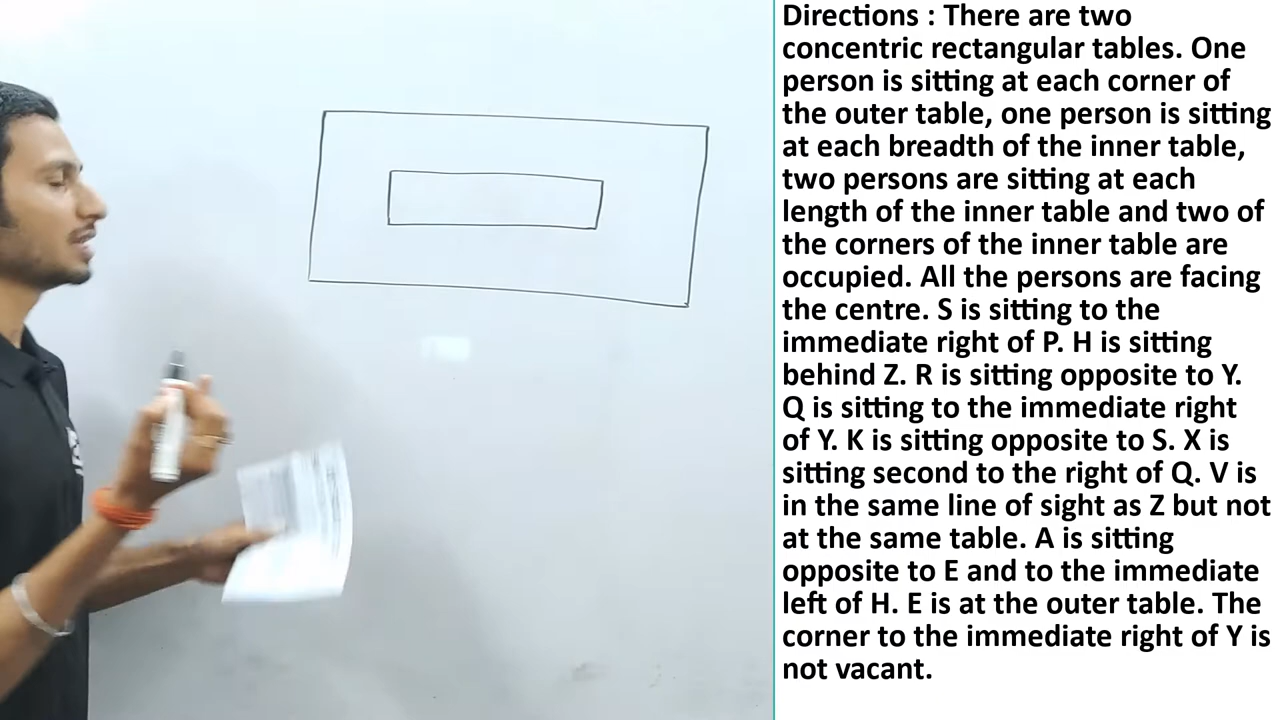 Directions : There are two
concentric rectangular tables. One
person is sitting at each corner of
the outer table, one person is sitting
at each breadth of the inner table,
two persons are sitting at each
length of the inner table and two of
the corners of the inner table are
occupied. All the persons are facing
the centre. S is sitting to the
immediate right of P. H is sitting
behind Z. R is sitting opposite to Y.
Q is sitting to the immediate right
of Y. K is sitting opposite to S. X is
sitting second to the right of Q. V is
in the same line of sight as Z but not
at the same table. A is sitting
opposite to E and to the immediate
left of H. E is at the outer table. The
corner to the immediate right of Y is
not vacant.